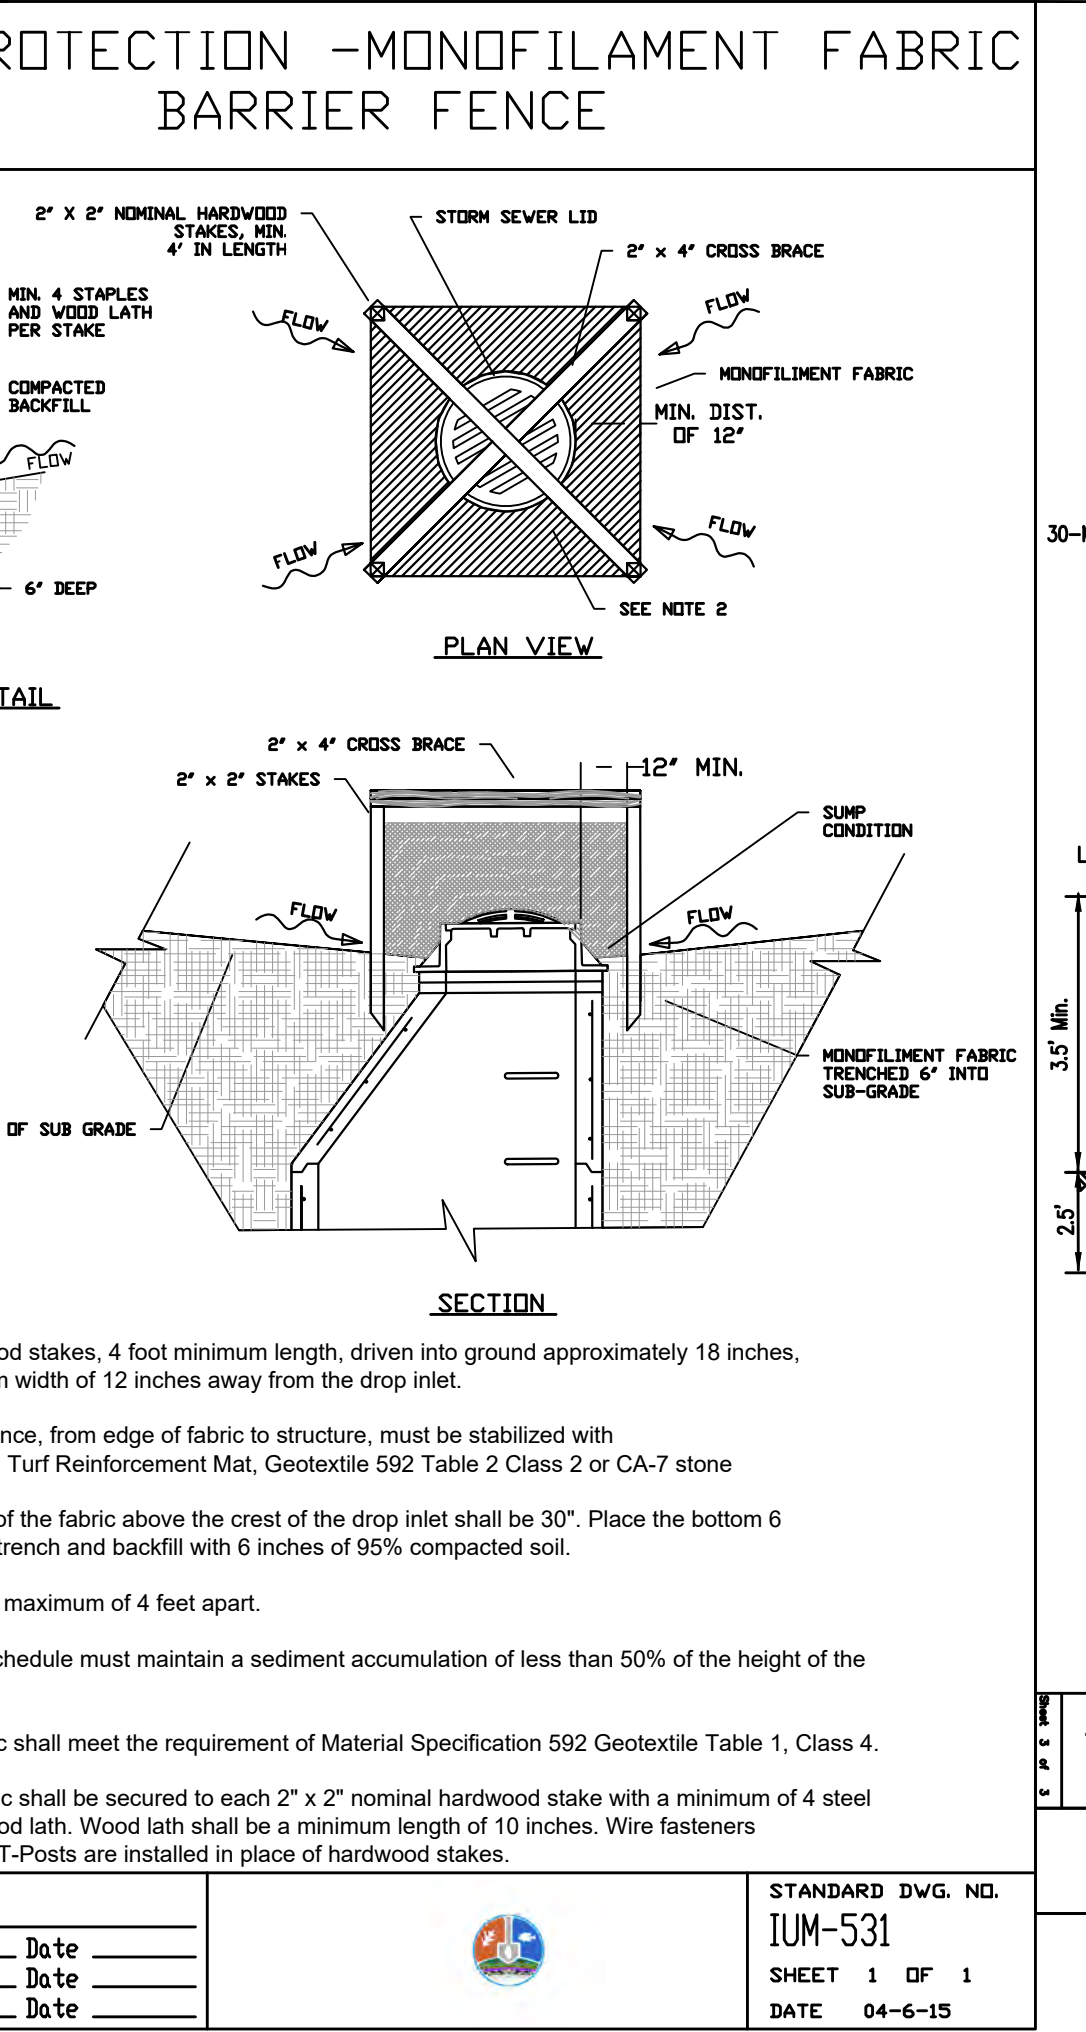 ROTECTION -MONOFILAMENT FABRIC
BARRIER FENCE
2" X 2" NOMINAL HARDWOOD
STAKES, MIN.
4' IN LENGTH
STORM SEWER LID
2" x 4" CROSS BRACE
MIN. 4 STAPLES
AND WOOD LATH
PER STAKE
FLOW
FLOW
COMPACTED
BACKFILL
MONOFILIMENT FABRIC
MIN. DIST.
OF 12"
FLOW
FLOW
FLOW
6" DEEP
SEE NOTE 2
PLAN VIEW
TAIL
2" x 4" CROSS BRACE
2" x 2" STAKES
12" MIN.
SUMP
CONDITION
FLOW
FLOW
MONOFILIMENT FABRIC
TRENCHED 6" INTO
SUB-GRADE
OF SUB GRADE
SECTION
od stakes, 4 foot minimum length, driven into ground approximately 18 inches,
m width of 12 inches away from the drop inlet.
nce, from edge of fabric to structure, must be stabilized with
Turf Reinforcement Mat, Geotextile 592 Table 2 Class 2 or CA-7 stone
of the fabric above the crest of the drop inlet shall be 30". Place the bottom 6
trench and backfill with 6 inches of 95% compacted soil.
maximum of 4 feet apart.
chedule must maintain a sediment accumulation of less than 50% of the height of the
c shall meet the requirement of Material Specification 592 Geotextile Table 1, Class 4.
c shall be secured to each 2" x 2" nominal hardwood stake with a minimum of 4 steel
od lath. Wood lath shall be a minimum length of 10 inches. Wire fasteners
T-Posts are installed in place of hardwood stakes.
Date
Date
Date
STANDARD DWG. NO.
IUM-531
SHEET 1 OF 1
DATE 04-6-15
30-
3.5' Min.
2.5'
Sheet 3 of 3